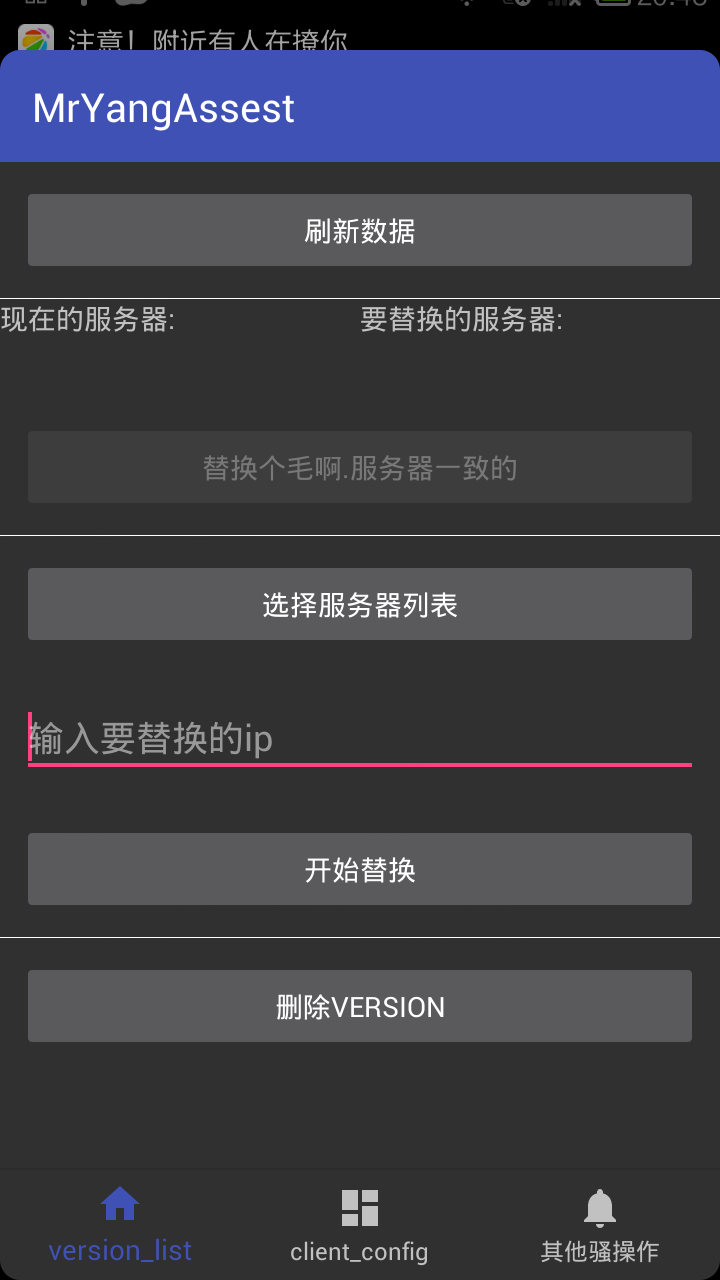 注意！附近有人在撩你
MrYangAssest
刷新数据
现在的服务器:
要替换的服务器:
替换个毛啊.服务器一致的
选择服务器列表
输入要替换的ip
开始替换
删除VERSION
version_list
client_config
其他骚操作